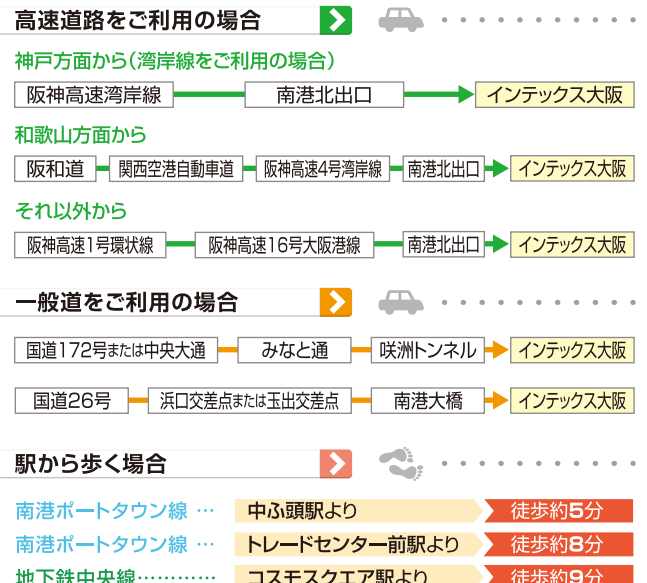 高速道路をご利用の場合
神戸方面から(湾岸線をご利用の場合)
阪神高速湾岸線 南港北出口 インテックス大阪
和歌山方面から
阪和道 関西空港自動車道 阪神高速4号湾岸線 南港北出口 インテックス大阪
それ以外から
阪神高速1号環状線 阪神高速16号大阪港線 南港北出口 インテックス大阪
一般道をご利用の場合
国道172号または中央大通 みなと通 咲洲トンネル インテックス大阪
国道26号 浜口交差点または玉出交差点 南港大橋 インテックス大阪
駅から歩く場合
南港ポートタウン線 … 中ふ頭駅より 徒歩約5分
南港ポートタウン線 … トレードセンター前駅より 徒歩約8分
地下鉄中央線………… コスモスクエア駅より 徒歩約9分